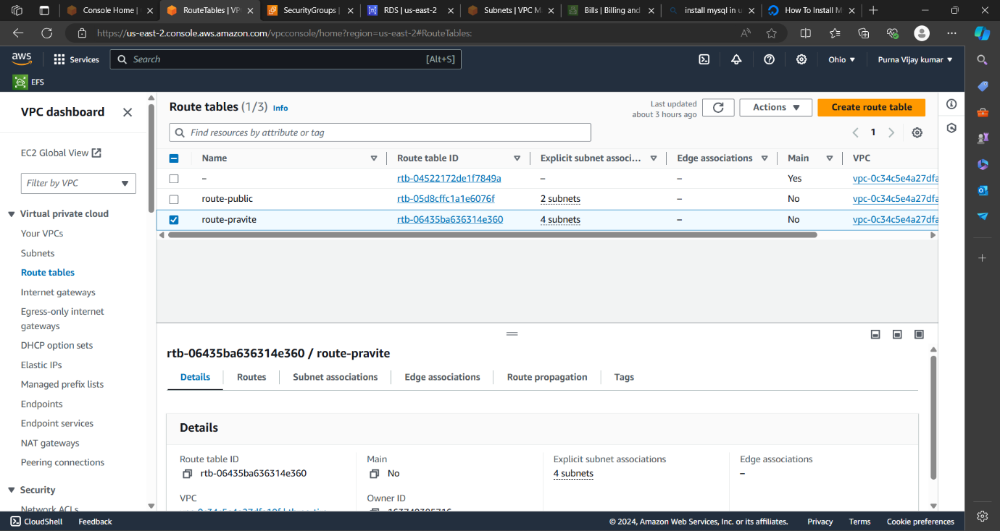 Console Home |
RouteTables | VP
SecurityGroups |
RDS | us-east-2
Subnets | VPC M
Bills | Billing and
install mysql in u
How To Install M
https://us-east-2.console.aws.amazon.com/vpcconsole/home?region=us-east-2#RouteTables:
aws
Services
Search
[Alt+S]
Ohio
Purna Vijay kumar
EFS
VPC dashboard
EC2 Global View
Filter by VPC
Virtual private cloud
Your VPCs
Subnets
Route tables
Internet gateways
Egress-only internet
gateways
DHCP option sets
Elastic IPs
Managed prefix lists
Endpoints
Endpoint services
NAT gateways
Peering connections
Security
Network ACLs
Route tables (1/3) Info
Last updated
about 3 hours ago
Actions
Create route table
Find resources by attribute or tag
1
Name Route table ID Explicit subnet associ... Edge associations Main VPC
– rtb-04522172de1f7849a – – Yes vpc-0c34c5e4a27dfa
route-public rtb-05d8cffc1a1e6076f 2 subnets – No vpc-0c34c5e4a27dfa
route-pravite rtb-06435ba636314e360 4 subnets – No vpc-0c34c5e4a27dfa
rtb-06435ba636314e360 / route-pravite
Details Routes Subnet associations Edge associations Route propagation Tags
Details
Route table ID
rtb-06435ba636314e360
Main
No
Explicit subnet associations
4 subnets
Edge associations
–
VPC
Owner ID
CloudShell Feedback © 2024, Amazon Web Services, Inc. or its affiliates. Privacy Terms Cookie preferences